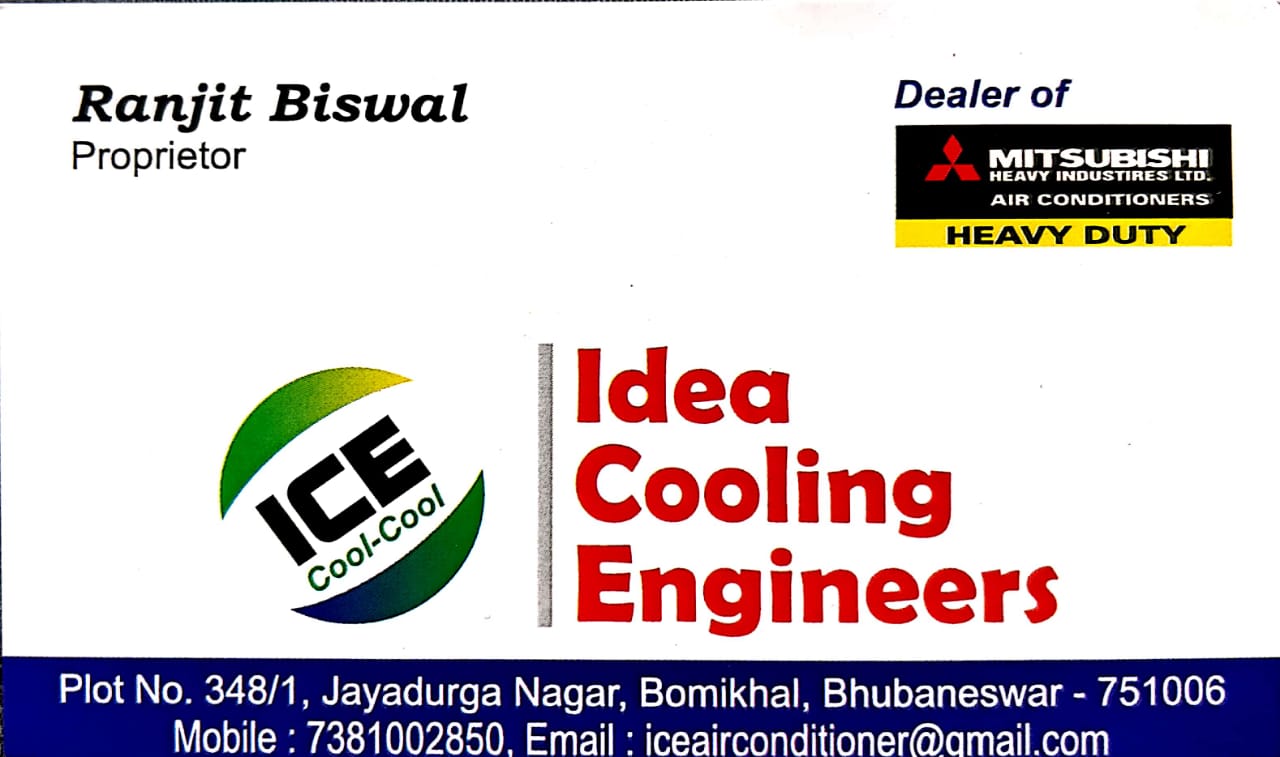 Ranjit Biswal
Proprietor
Dealer of
MITSUBISHI
HEAVY INDUSTIRES LTD.
AIR CONDITIONERS
HEAVY DUTY
ICE
Cool-Cool
Idea
Cooling
Engineers
Plot No. 348/1, Jayadurga Nagar, Bomikhal, Bhubaneswar - 751006
Mobile : 7381002850, Email : iceairconditioner@gmail.com